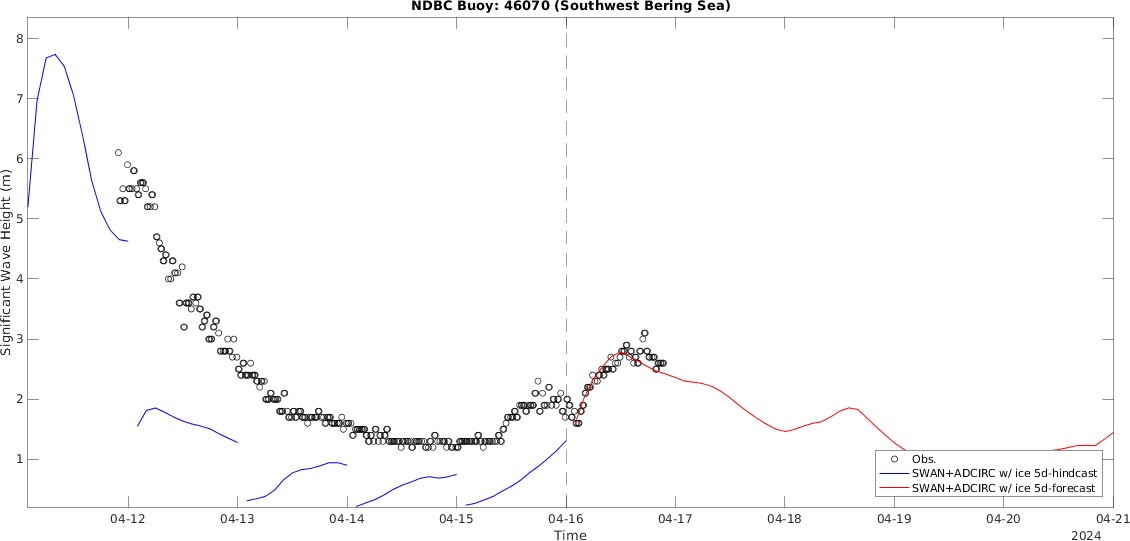 NDBC Buoy: 46070 (Southwest Bering Sea)
8
7
6
5
4
3
2
1
Significant Wave Height (m)
Obs.
SWAN+ADCIRC w/ ice 5d-hindcast
SWAN+ADCIRC w/ ice 5d-forecast
04-12 04-13 04-14 04-15 04-16 04-17 04-18 04-19 04-20 04-21
Time
2024